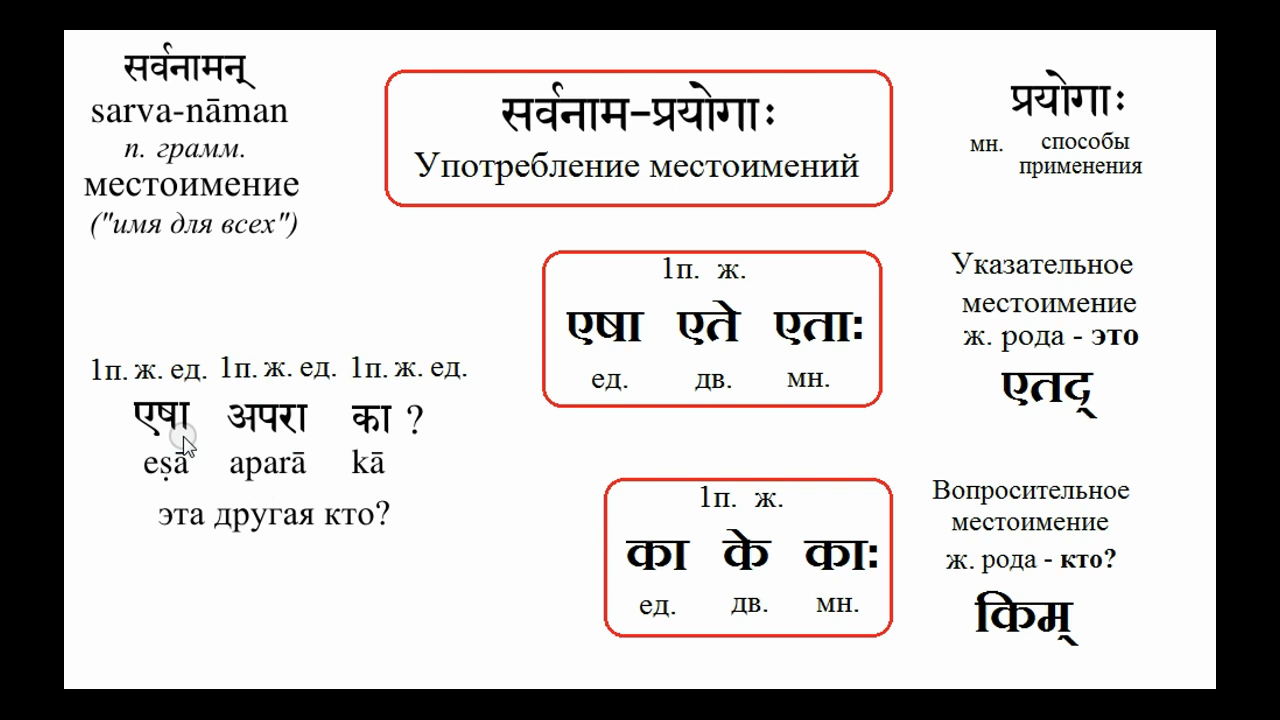 सर्वनामन्
sarva-nāman
n. грамм.
местоимение
("имя для всех")
सर्वनाम-प्रयोगाः
Употребление местоимений
प्रयोगाः
мн. способы
применения
1п. ж.
एषा एते एताः
ед. дв. мн.
Указательное
местоимение
ж. рода - это
एतद्
1п. ж. ед. 1п. ж. ед. 1п. ж. ед.
एषा अपरा का ?
eṣā aparā kā
эта другая кто?
1п. ж.
का के काः
ед. дв. мн.
Вопросительное
местоимение
ж. рода - кто?
किम्